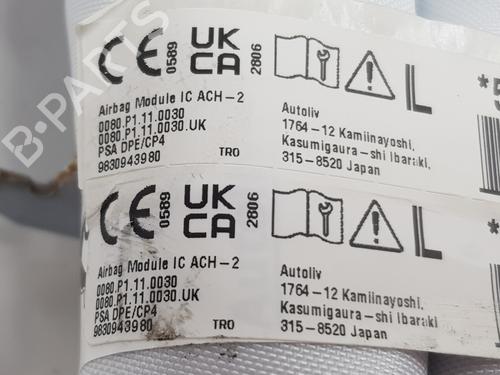 B-PARTS
CE 0589 UK CA 2806 L *5
Airbag Module IC ACH-2
0080.P1.11.0030
0080.P1.11.0030.UK
PSA DPE/CP4
9830943980 TRO
Autoliv
1764-12 Kamiinayoshi,
Kasumigaura-shi Ibaraki,
315-8520 Japan
CE 0589 UK CA 2806 L
Airbag Module IC ACH-2
0080.P1.11.0030
0080.P1.11.0030.UK
PSA DPE/CP4
9830943980 TRO
Autoliv
1764-12 Kamiinayoshi,
Kasumigaura-shi Ibaraki,
315-8520 Japan